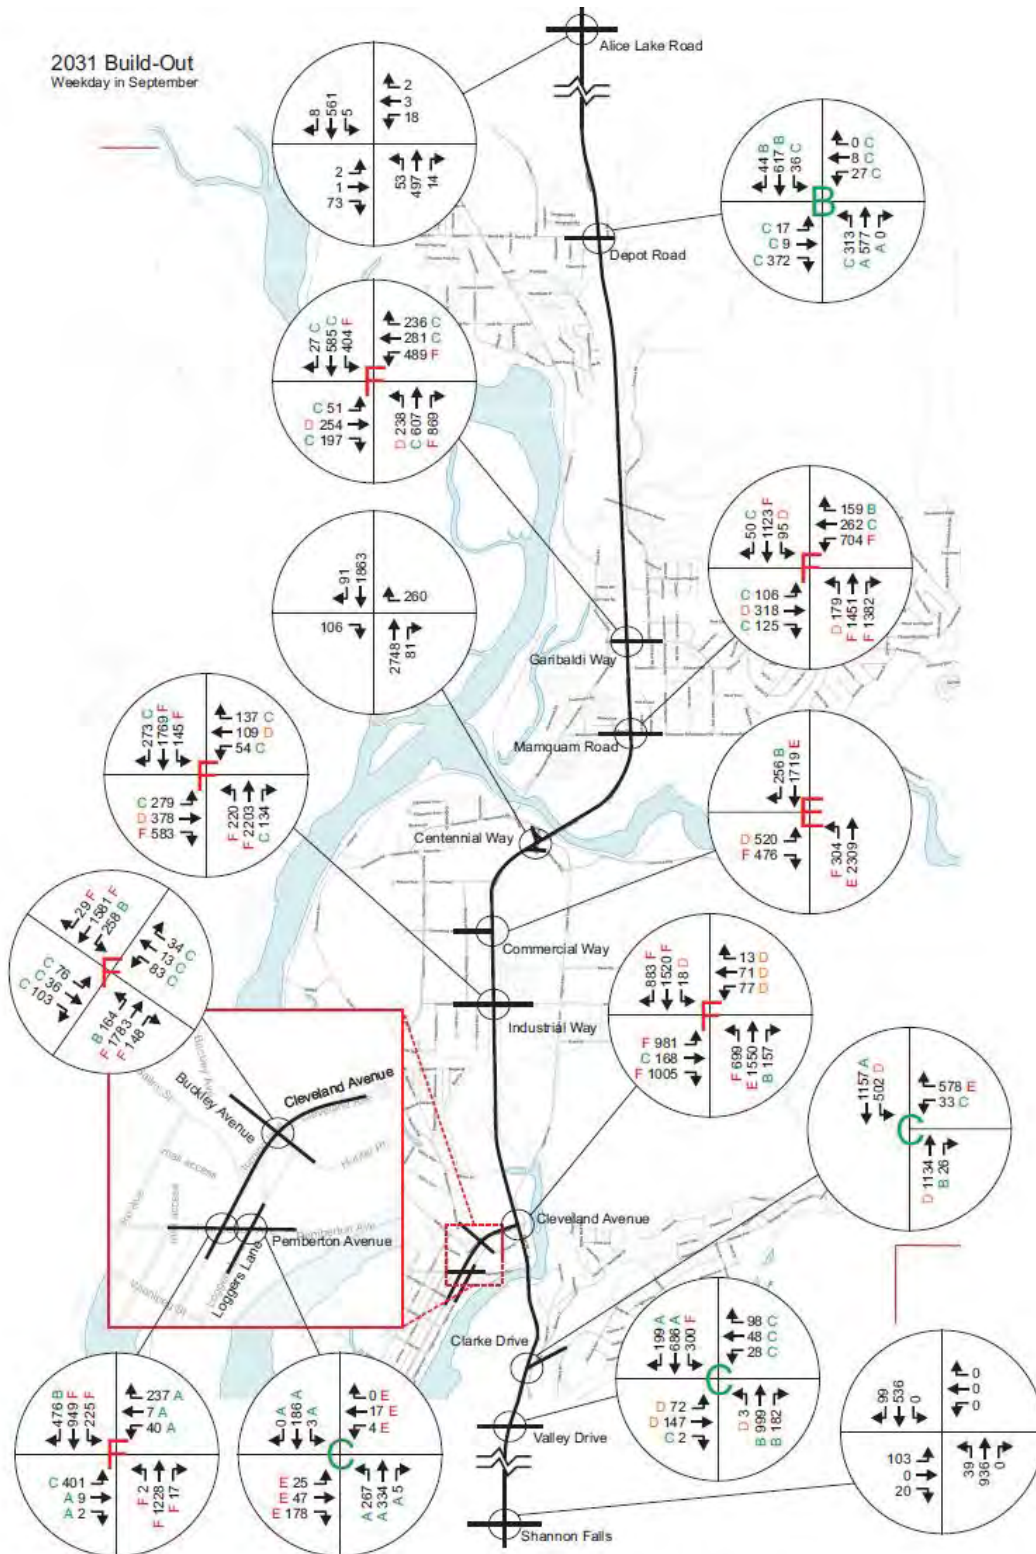 2031 Build-Out
Weekday in September
Alice Lake Road
8
561
5
2
3
18
2
1
73
53
497
14
44 B
617 B
36 C
0 C
8 C
27 C
B
C 17
C 9
C 372
C 313
A 577
A 0
Depot Road
27 C
585 C
404 F
236 C
281 C
489 F
F
C 51
D 254
C 197
D 238
C 607
F 869
50 C
1123 F
95 D
159 B
262 C
704 F
F
C 106
D 318
C 125
D 179
F 1451
F 1382
91
1863
260
106
2748
81
Garibaldi Way
Mamquam Road
273 C
1769 F
145 F
137 C
109 D
54 C
F
C 279
D 378
F 583
F 220
F 2203
C 134
256 B
1719 E
E
D 520
F 476
F 304
E 2309
Centennial Way
Commercial Way
29 F
1581 F
258 B
34 C
13 C
83 C
F
C 76
C 36
C 103
B 164
F 1783
F 148
883 F
1520 F
18 D
13 D
71 D
77 D
F
F 981
C 168
F 1005
F 699
E 1550
B 157
Industrial Way
1157 A
502 D
578 E
33 C
C
D 1134
B 26
Buckley Avenue
Cleveland Avenue
Pemberton Avenue
Loggers Lane
Cleveland Avenue
Clarke Drive
199 A
686 A
300 F
98 C
48 C
28 C
C
D 72
D 147
C 2
D 3
B 999
B 182
Valley Drive
476 B
949 F
225 F
237 A
7 A
40 A
F
C 401
A 9
A 2
F 2
F 1228
F 17
0 A
186 A
3 A
0 E
17 E
4 E
C
E 25
E 47
E 178
A 267
A 334
A 5
99
536
0
0
0
0
103
0
20
39
936
0
Shannon Falls